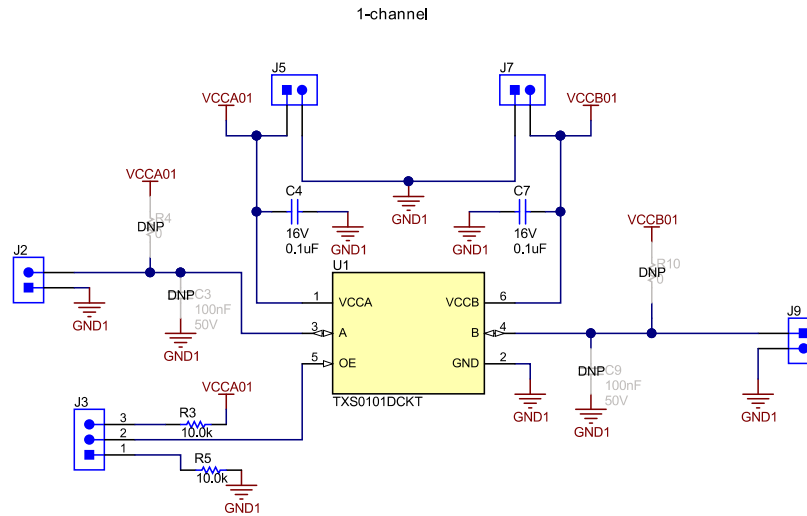 1-channel
J5
J7
VCCA01
VCCB01
VCCA01
C4
C7
16V
0.1uF
GND1
GND1
GND1
16V
0.1uF
R4
DNP
0
VCCB01
J2
U1
R10
DNP
0
DNP
C3
100nF
50V
GND1
GND1
1
VCCA
VCCB
6
3
A
B
4
5
OE
GND
2
TXS0101DCKT
J9
DNP
C9
100nF
50V
GND1
GND1
GND1
VCCA01
J3
3
R3
10.0k
2
1
R5
10.0k
GND1